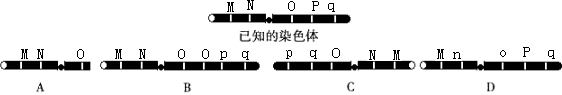 M N O P q
已知的染色体
M N O M N O O p q p q O N M M n o P q
A B C D